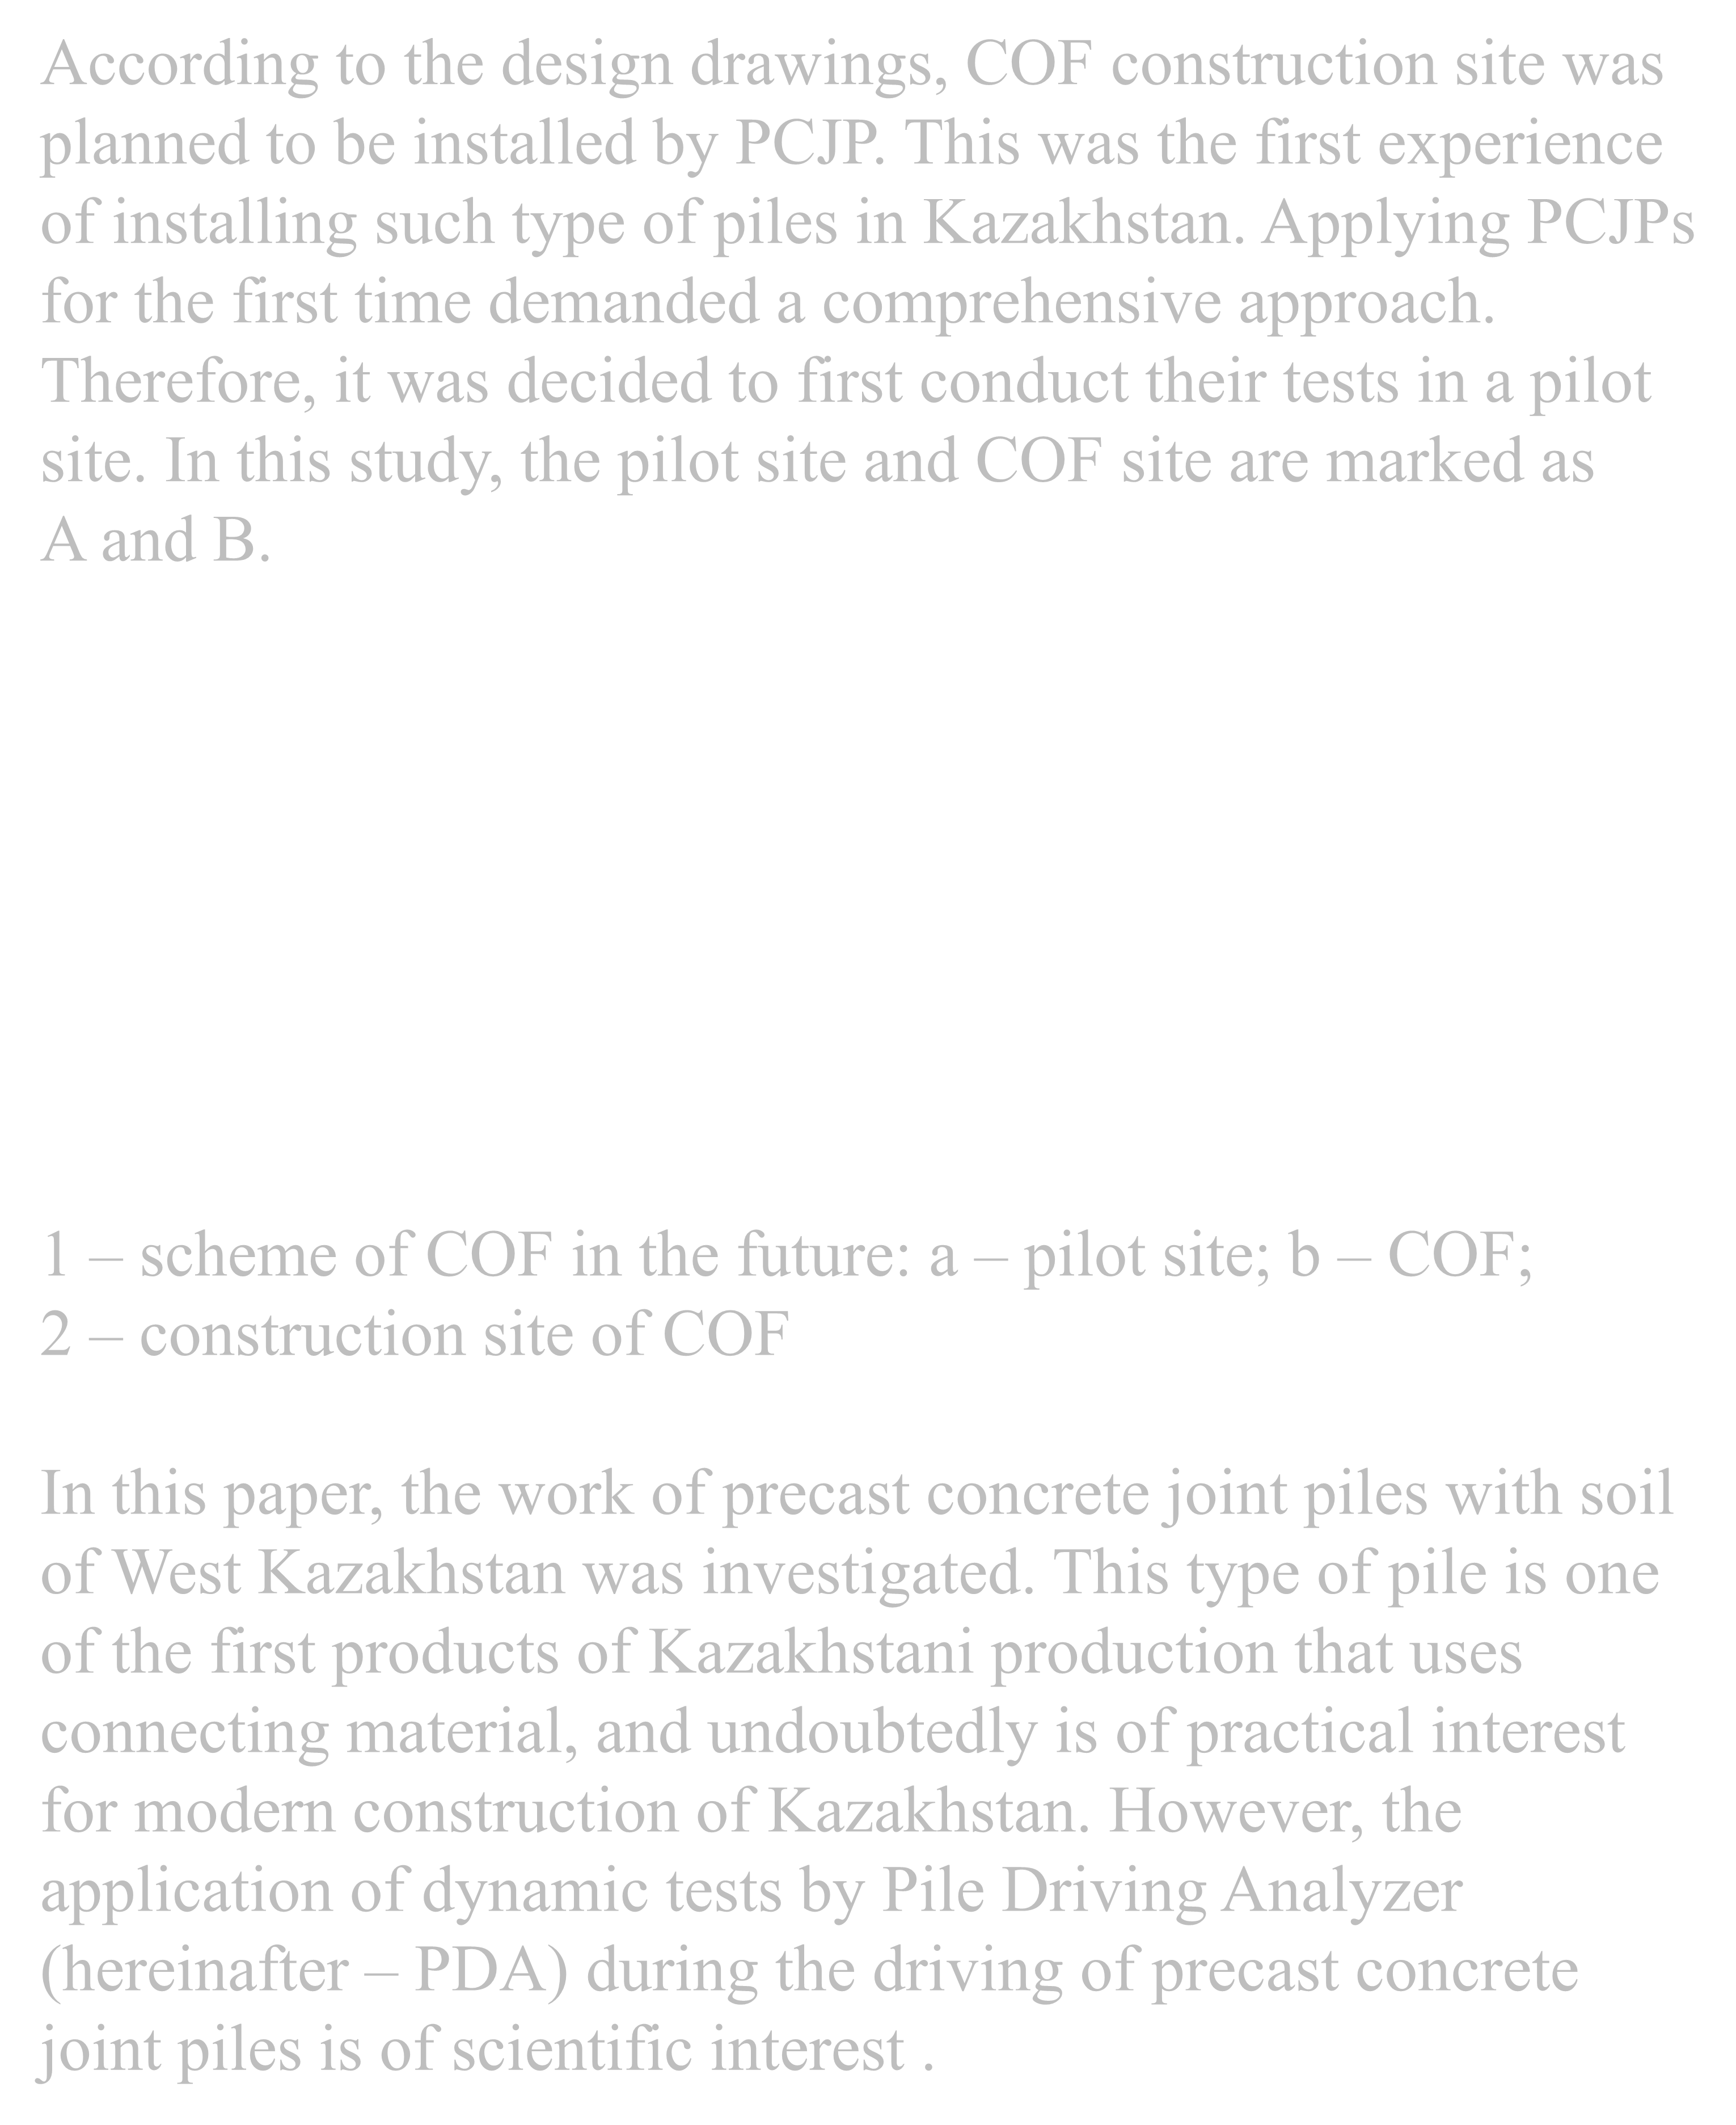 According to the design drawings, COF construction site was
planned to be installed by PCJP. This was the first experience
of installing such type of piles in Kazakhstan. Applying PCJPs
for the first time demanded a comprehensive approach.
Therefore, it was decided to first conduct their tests in a pilot
site. In this study, the pilot site and COF site are marked as
A and B.
1 – scheme of COF in the future: a – pilot site; b – COF;
2 – construction site of COF
In this paper, the work of precast concrete joint piles with soil
of West Kazakhstan was investigated. This type of pile is one
of the first products of Kazakhstani production that uses
connecting material, and undoubtedly is of practical interest
for modern construction of Kazakhstan. However, the
application of dynamic tests by Pile Driving Analyzer
(hereinafter – PDA) during the driving of precast concrete
joint piles is of scientific interest .